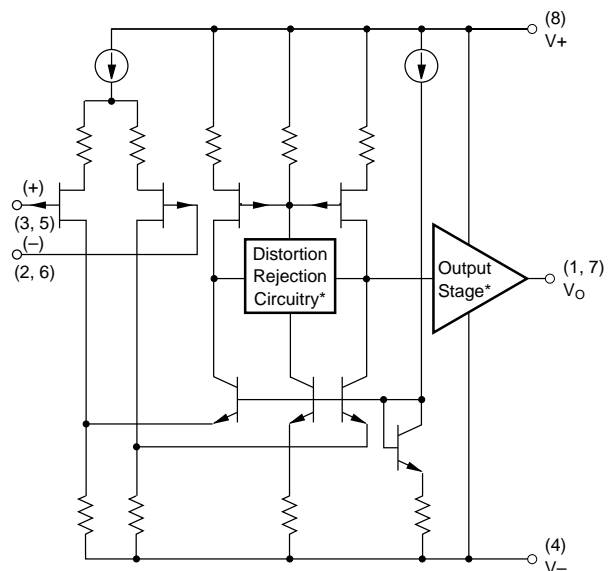 (8)
V+
(+)
(3, 5)
(–)
(2, 6)
Distortion
Rejection
Circuitry*
Output
Stage*
(1, 7)
VO
(4)
V–